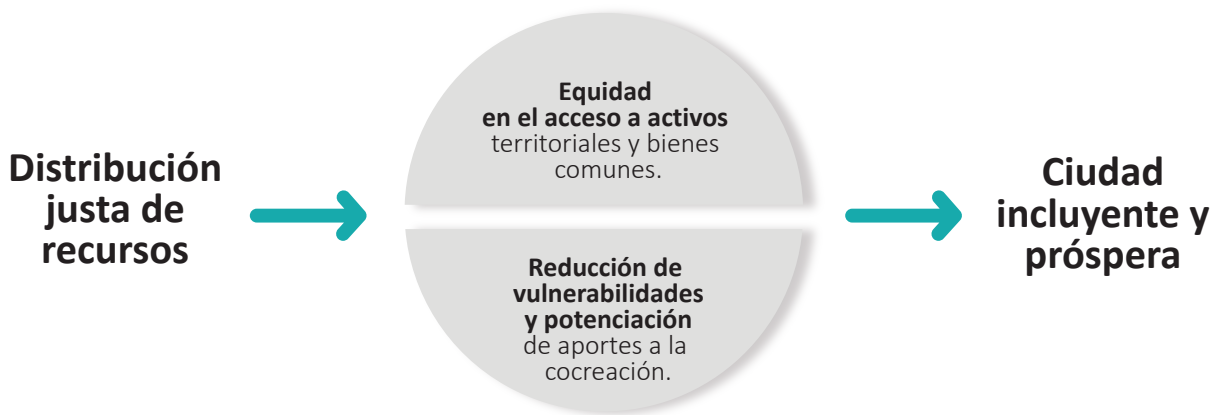 Distribución
justa de
recursos
Equidad
en el acceso a activos
territoriales y bienes
comunes.
Reducción de
vulnerabilidades
y potenciación
de aportes a la
cocreación.
Ciudad
incluyente y
próspera